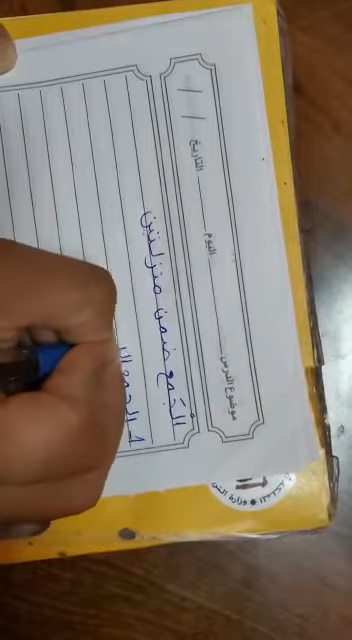 موضوع الدرس اليوم التاريخ / /
الجمع ضمن منزلتين